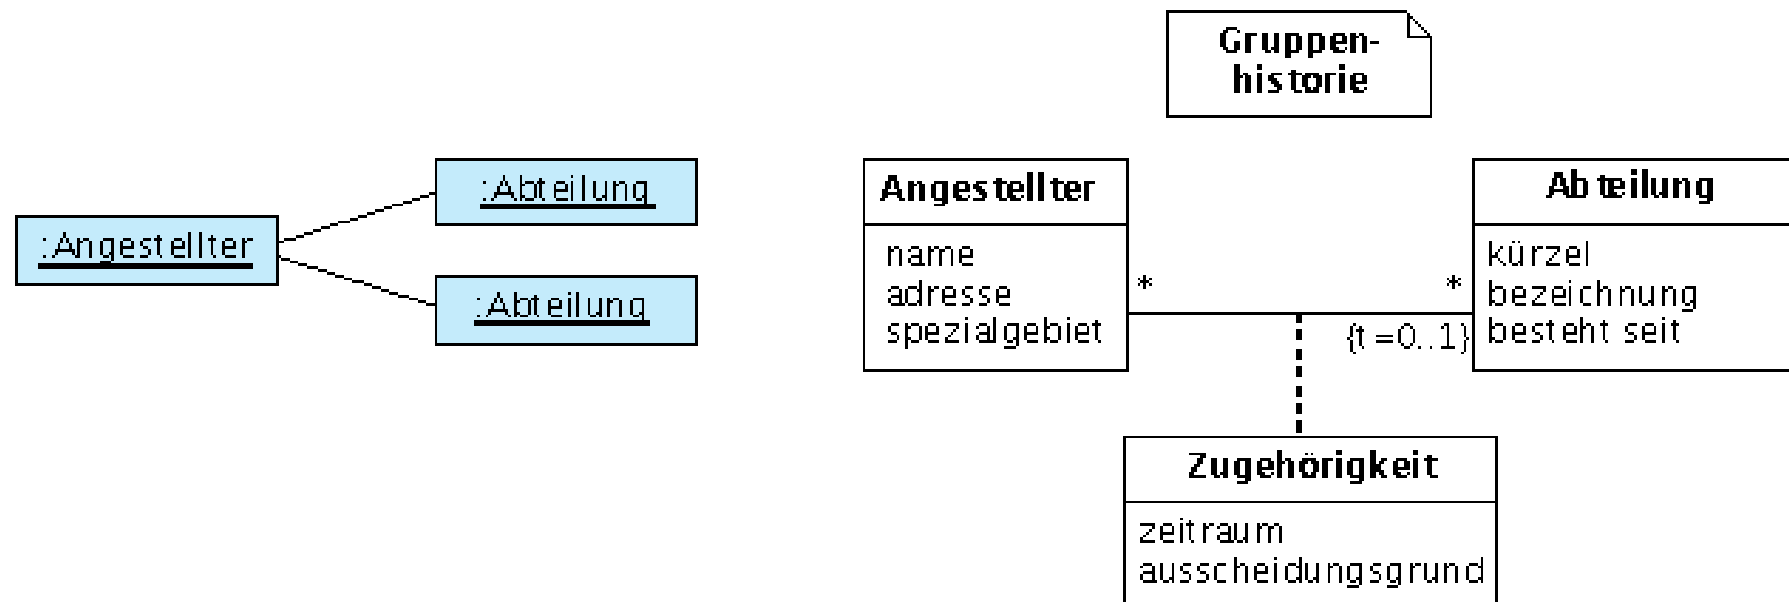 Gruppen-
historie
:Angestellter
:Abteilung
:Abteilung
Angestellter
name
adresse
spezialgebiet
*
*
{t=0..1}
Abteilung
kürzel
bezeichnung
besteht seit
Zugehörigkeit
zeitraum
ausscheidungsgrund